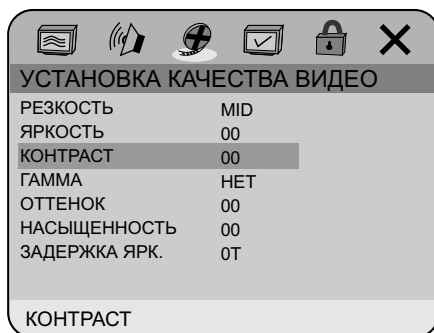 УСТАНОВКА КАЧЕСТВА ВИДЕО
РЕЗКОСТЬ MID
ЯРКОСТЬ 00
КОНТРАСТ 00
ГАММА НЕТ
ОТТЕНОК 00
НАСЫЩЕННОСТЬ 00
ЗАДЕРЖКА ЯРК. 0T
КОНТРАСТ